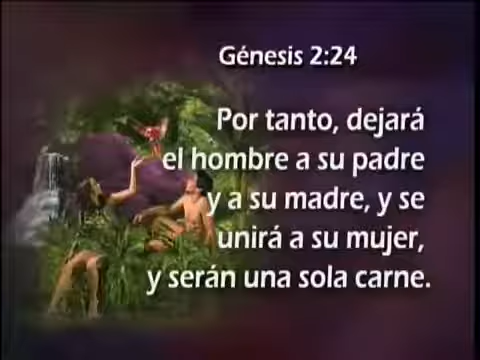 Génesis 2:24
Por tanto, dejará
el hombre a su padre
y a su madre, y se
unirá a su mujer,
y serán una sola carne.